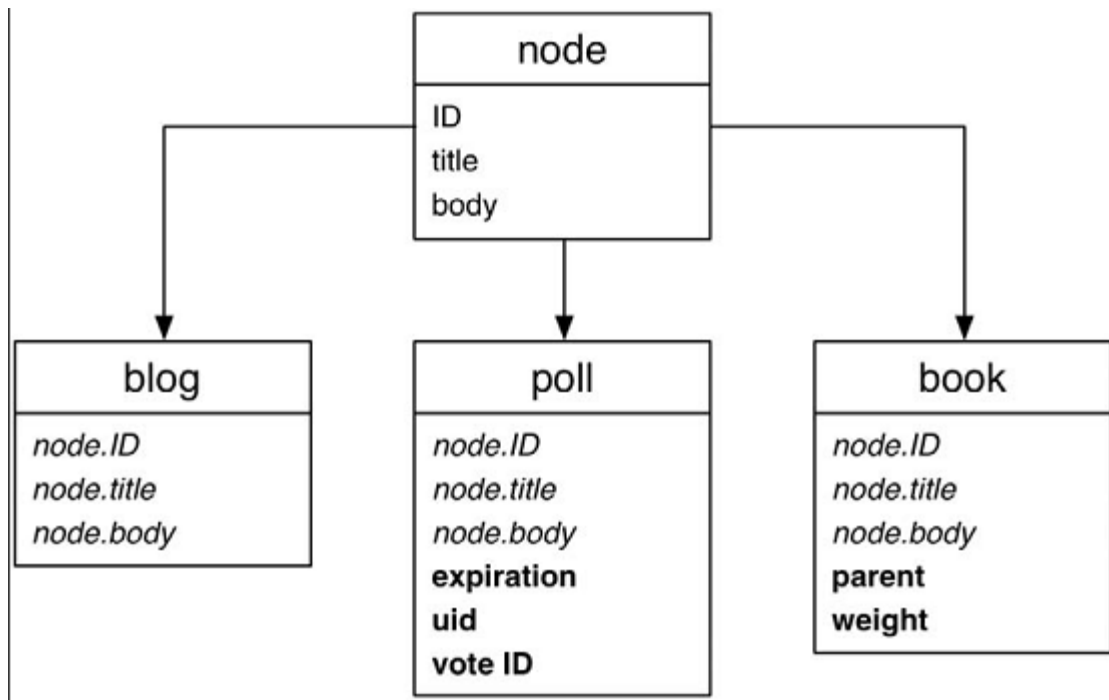 node
ID
title
body
blog
node.ID
node.title
node.body
poll
node.ID
node.title
node.body
expiration
uid
vote ID
book
node.ID
node.title
node.body
parent
weight